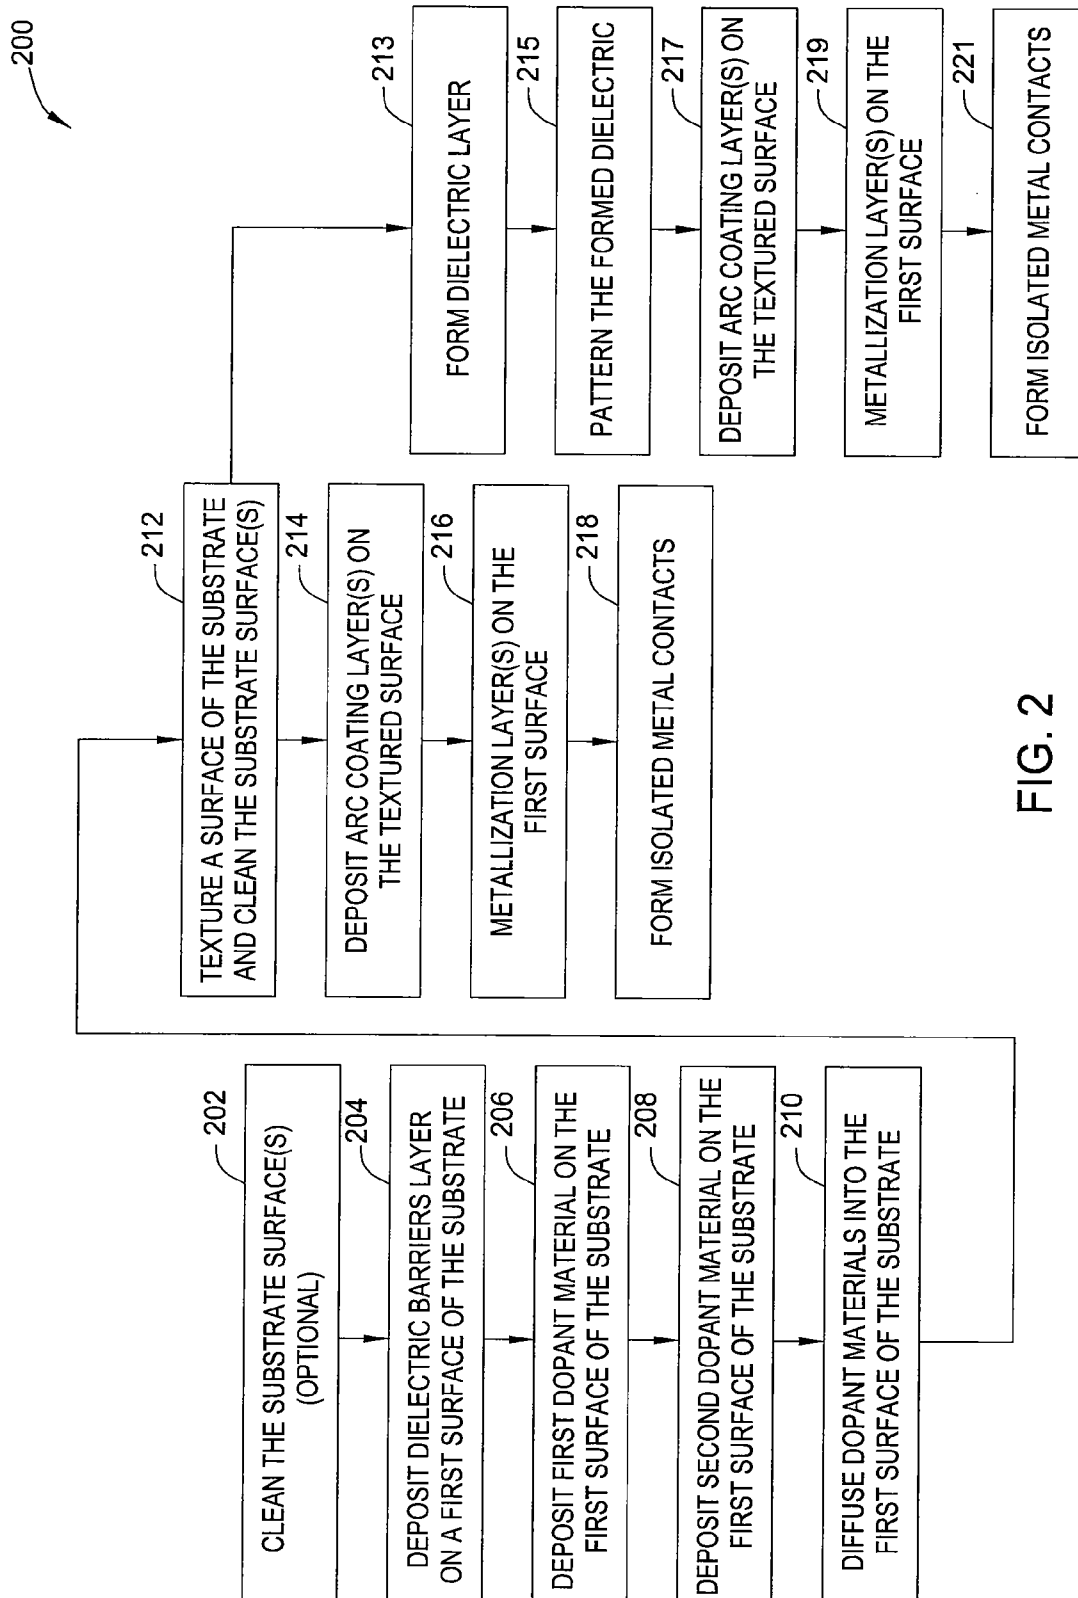 200
202
CLEAN THE SUBSTRATE SURFACE(S)
(OPTIONAL)
204
DEPOSIT DIELECTRIC BARRIERS LAYER
ON A FIRST SURFACE OF THE SUBSTRATE
206
DEPOSIT FIRST DOPANT MATERIAL ON THE
FIRST SURFACE OF THE SUBSTRATE
208
DEPOSIT SECOND DOPANT MATERIAL ON THE
FIRST SURFACE OF THE SUBSTRATE
210
DIFFUSE DOPANT MATERIALS INTO THE
FIRST SURFACE OF THE SUBSTRATE
212
TEXTURE A SURFACE OF THE SUBSTRATE
AND CLEAN THE SUBSTRATE SURFACE(S)
214
DEPOSIT ARC COATING LAYER(S) ON
THE TEXTURED SURFACE
216
METALLIZATION LAYER(S) ON THE
FIRST SURFACE
218
FORM ISOLATED METAL CONTACTS
213
FORM DIELECTRIC LAYER
215
PATTERN THE FORMED DIELECTRIC
217
DEPOSIT ARC COATING LAYER(S) ON
THE TEXTURED SURFACE
219
METALLIZATION LAYER(S) ON THE
FIRST SURFACE
221
FORM ISOLATED METAL CONTACTS
FIG. 2